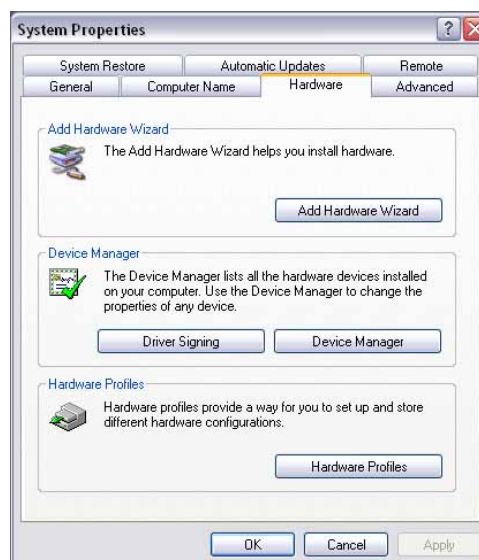 System Properties
?
System Restore
Automatic Updates
Remote
General
Computer Name
Hardware
Advanced
Add Hardware Wizard
The Add Hardware Wizard helps you install hardware.
Add Hardware Wizard
Device Manager
The Device Manager lists all the hardware devices installed
on your computer. Use the Device Manager to change the
properties of any device.
Driver Signing
Device Manager
Hardware Profiles
Hardware profiles provide a way for you to set up and store
different hardware configurations.
Hardware Profiles
OK
Cancel
Apply